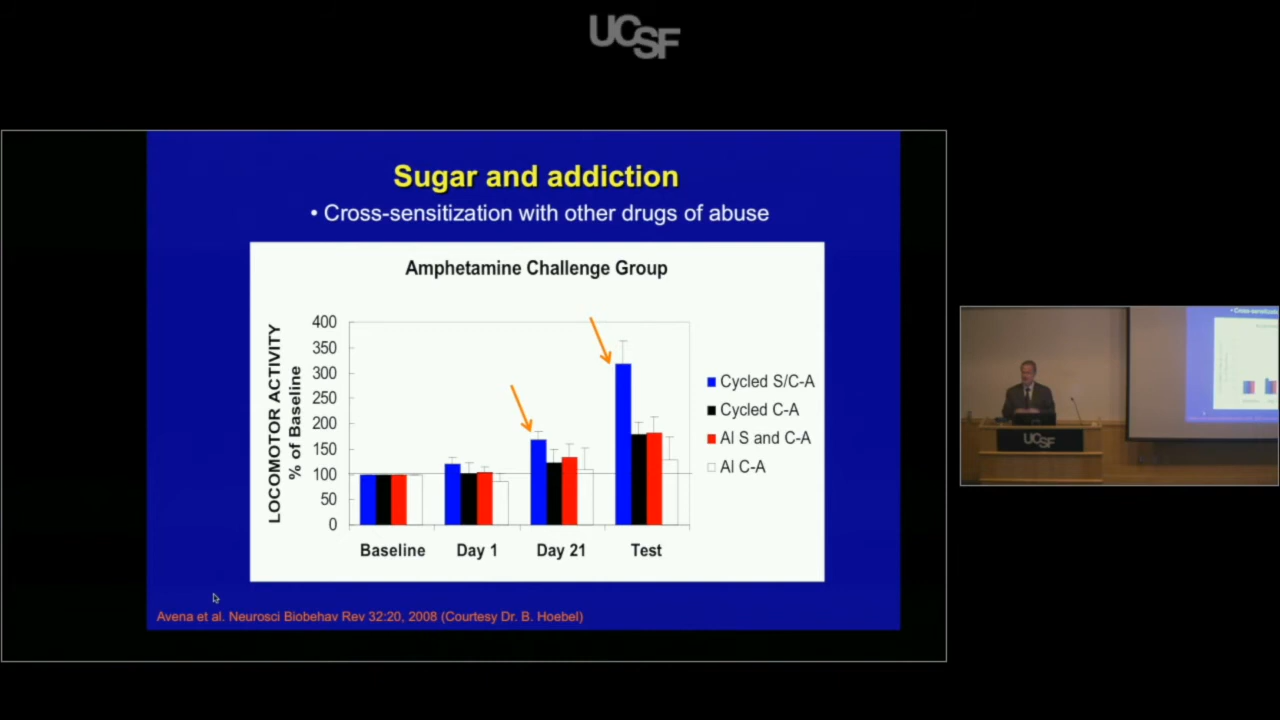 UCSF
Sugar and addiction
• Cross-sensitization with other drugs of abuse
Amphetamine Challenge Group
LOCOMOTOR ACTIVITY
% of Baseline
400
350
300
250
200
150
100
50
0
Baseline
Day 1
Day 21
Test
Cycled S/C-A
Cycled C-A
Al S and C-A
Al C-A
Avena et al. Neurosci Biobehav Rev 32:20, 2008 (Courtesy Dr. B. Hoebel)
UCSF